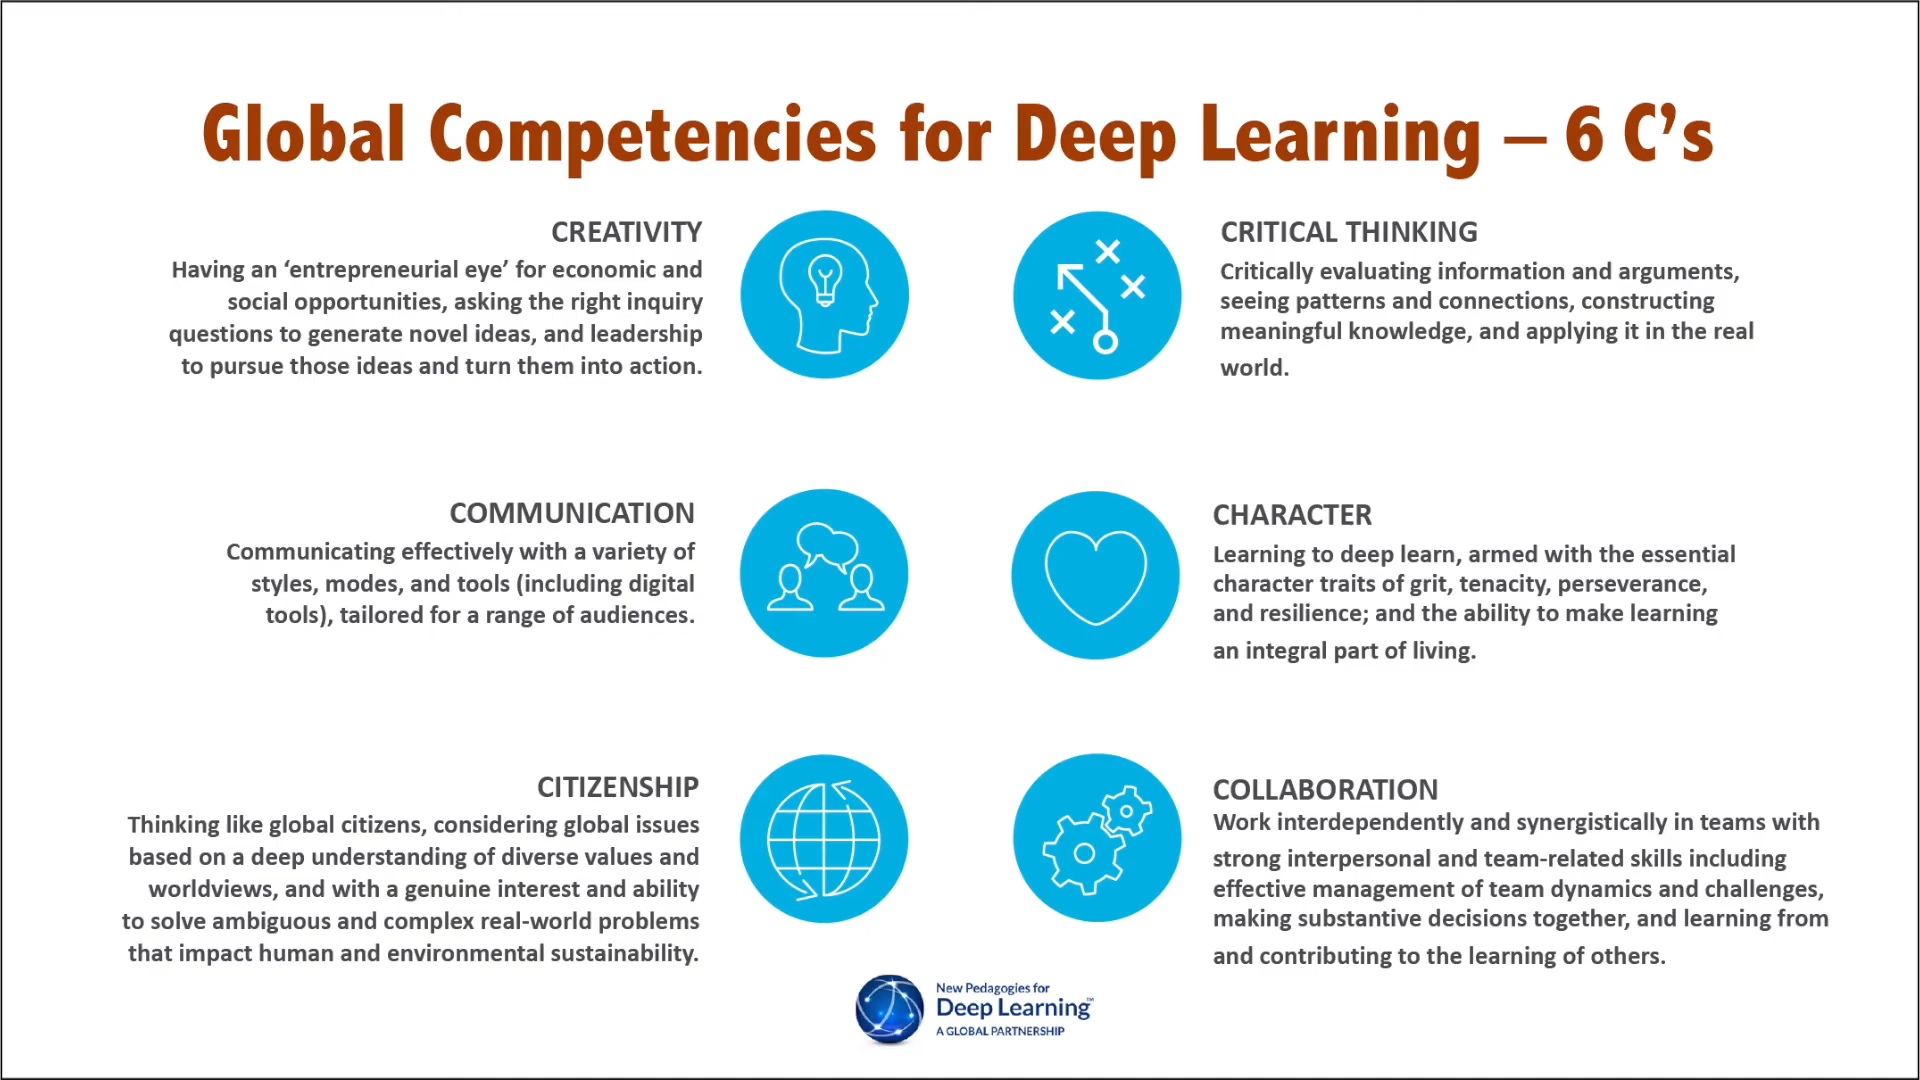 Global Competencies for Deep Learning – 6 C’s
CREATIVITY
Having an ‘entrepreneurial eye’ for economic and
social opportunities, asking the right inquiry
questions to generate novel ideas, and leadership
to pursue those ideas and turn them into action.
CRITICAL THINKING
Critically evaluating information and arguments,
seeing patterns and connections, constructing
meaningful knowledge, and applying it in the real
world.
COMMUNICATION
Communicating effectively with a variety of
styles, modes, and tools (including digital
tools), tailored for a range of audiences.
CHARACTER
Learning to deep learn, armed with the essential
character traits of grit, tenacity, perseverance,
and resilience; and the ability to make learning
an integral part of living.
CITIZENSHIP
Thinking like global citizens, considering global issues
based on a deep understanding of diverse values and
worldviews, and with a genuine interest and ability
to solve ambiguous and complex real-world problems
that impact human and environmental sustainability.
COLLABORATION
Work interdependently and synergistically in teams with
strong interpersonal and team-related skills including
effective management of team dynamics and challenges,
making substantive decisions together, and learning from
and contributing to the learning of others.
New Pedagogies for
Deep Learning™
A GLOBAL PARTNERSHIP